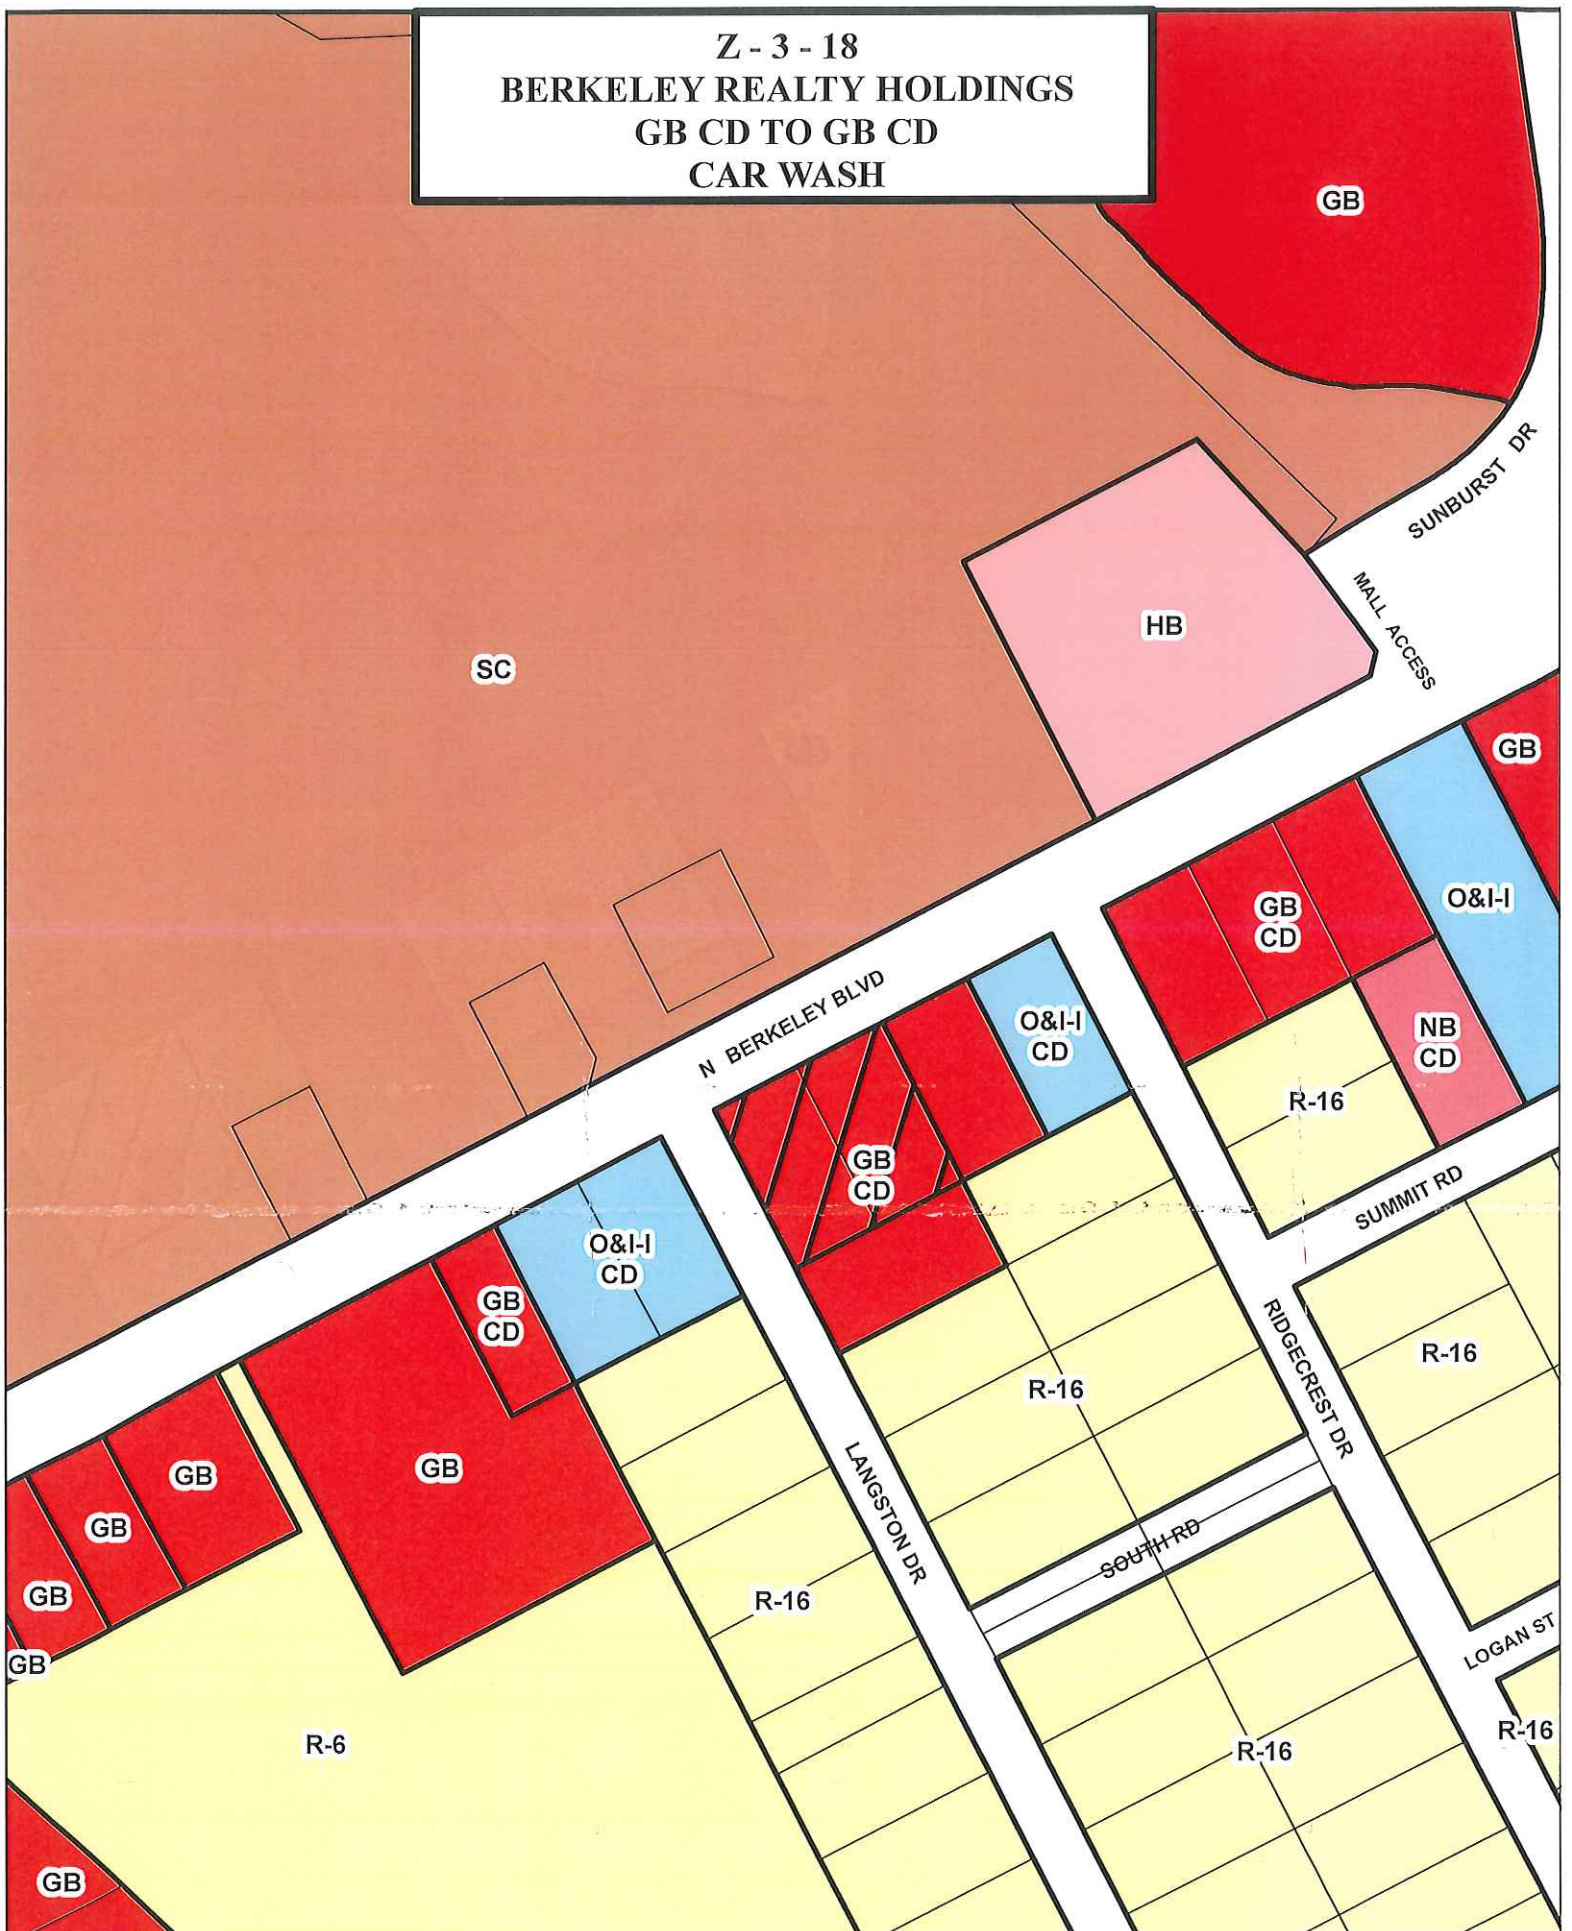 Z - 3 - 18
BERKELEY REALTY HOLDINGS
GB CD TO GB CD
CAR WASH
GB
SUNBURST DR
HB
MALL ACCESS
SC
GB
O&I-I
GB
CD
NB
CD
N BERKELEY BLVD
O&I-I
CD
R-16
GB
CD
SUMMIT RD
O&I-I
CD
GB
CD
RIDGECREST DR
R-16
R-16
GB
GB
GB
GB
GB
LANGSTON DR
SOUTH RD
R-16
LOGAN ST
R-6
R-16
R-16
GB